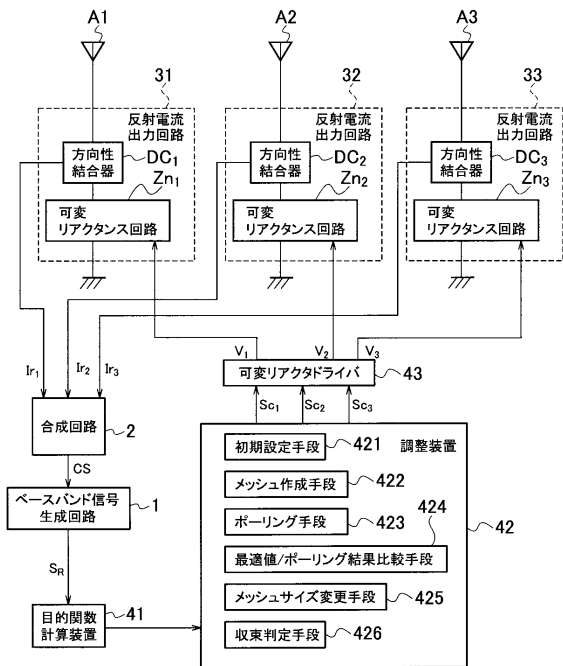 A1
A2
A3
31
32
33
反射電流
出力回路
反射電流
出力回路
反射電流
出力回路
方向性
結合器
DC1
方向性
結合器
DC2
方向性
結合器
DC3
Zn1
Zn2
Zn3
可変
リアクタンス回路
可変
リアクタンス回路
可変
リアクタンス回路
V1
V2
V3
Ir1
Ir2
Ir3
可変リアクタドライバ
43
Sc1
Sc2
Sc3
合成回路
2
CS
ベースバンド信号
生成回路
1
SR
目的関数
計算装置
41
調整装置
42
初期設定手段
421
メッシュ作成手段
422
ポーリング手段
423
424
最適値/ポーリング結果比較手段
メッシュサイズ変更手段
425
収束判定手段
426